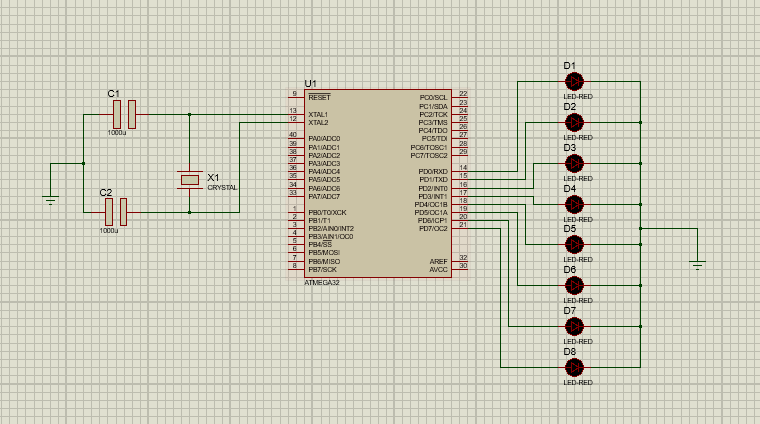 C1
1000u
C2
1000u
X1
CRYSTAL
U1
9 RESET
13 XTAL1
12 XTAL2
40 PA0/ADC0
39 PA1/ADC1
38 PA2/ADC2
37 PA3/ADC3
36 PA4/ADC4
35 PA5/ADC5
34 PA6/ADC6
33 PA7/ADC7
1 PB0/T0/XCK
2 PB1/T1
3 PB2/AIN0/INT2
4 PB3/AIN1/OC0
5 PB4/SS
6 PB5/MOSI
7 PB6/MISO
8 PB7/SCK
PC0/SCL 22
PC1/SDA 23
PC2/TCK 24
PC3/TMS 25
PC4/TDO 26
PC5/TDI 27
PC6/TOSC1 28
PC7/TOSC2 29
PD0/RXD 14
PD1/TXD 15
PD2/INT0 16
PD3/INT1 17
PD4/OC1B 18
PD5/OC1A 19
PD6/ICP1 20
PD7/OC2 21
AREF 32
AVCC 30
ATMEGA32
D1
LED-RED
D2
LED-RED
D3
LED-RED
D4
LED-RED
D5
LED-RED
D6
LED-RED
D7
LED-RED
D8
LED-RED